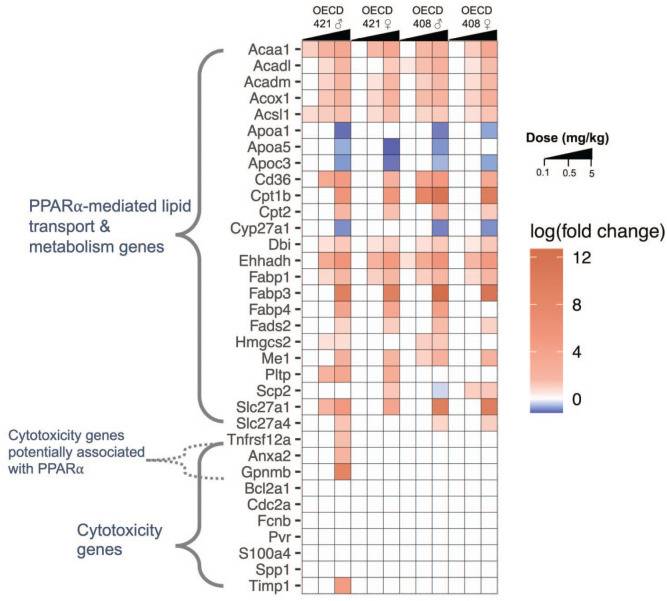 OECD OECD OECD OECD
421 ♂ 421 ♀ 408 ♂ 408 ♀
Acaa1
Acadl
Acadm
Acox1
Acsl1
Apoa1
Apoa5
Apoc3
Cd36
Cpt1b
Cpt2
Cyp27a1
Dbi
Ehhadh
Fabp1
Fabp3
Fabp4
Fads2
Hmgcs2
Me1
Pltp
Scp2
Slc27a1
Slc27a4
Tnfrsf12a
Anxa2
Gpnmb
Bcl2a1
Cdc2a
Fcnb
Pvr
S100a4
Spp1
Timp1
PPARα-mediated lipid
transport &
metabolism genes
Cytotoxicity genes
potentially associated
with PPARα
Cytotoxicity
genes
Dose (mg/kg)
0.1 0.5 5
log(fold change)
12
8
4
0